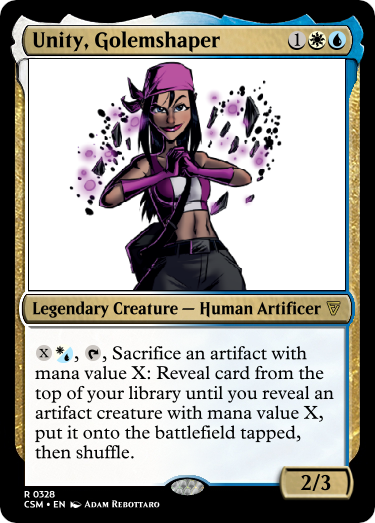 Unity, Golemshaper 1
Legendary Creature — Human Artificer
X , , Sacrifice an artifact with
mana value X: Reveal card from the
top of your library until you reveal an
artifact creature with mana value X,
put it onto the battlefield tapped,
then shuffle.
2/3
R 0328
CSM • EN Adam Rebottaro